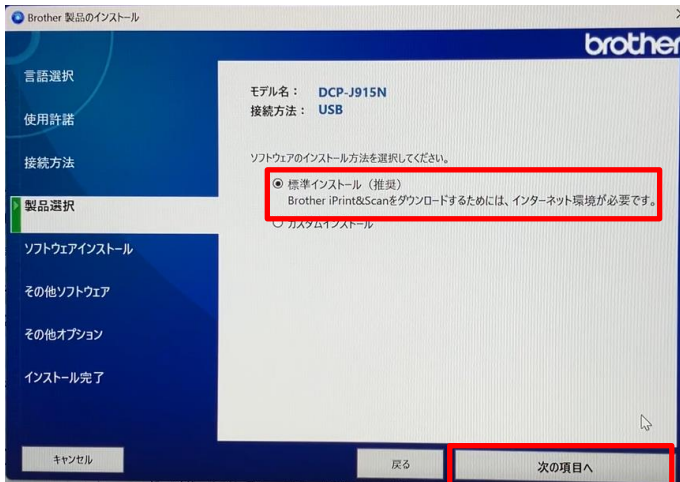 Brother 製品のインストール
brother
言語選択
使用許諾
接続方法
製品選択
ソフトウェアインストール
その他ソフトウェア
その他オプション
インストール完了
モデル名： DCP-J915N
接続方法： USB
ソフトウェアのインストール方法を選択してください。
標準インストール（推奨）
Brother iPrint&Scanをダウンロードするためには、インターネット環境が必要です。
カスタムインストール
キャンセル
戻る
次の項目へ